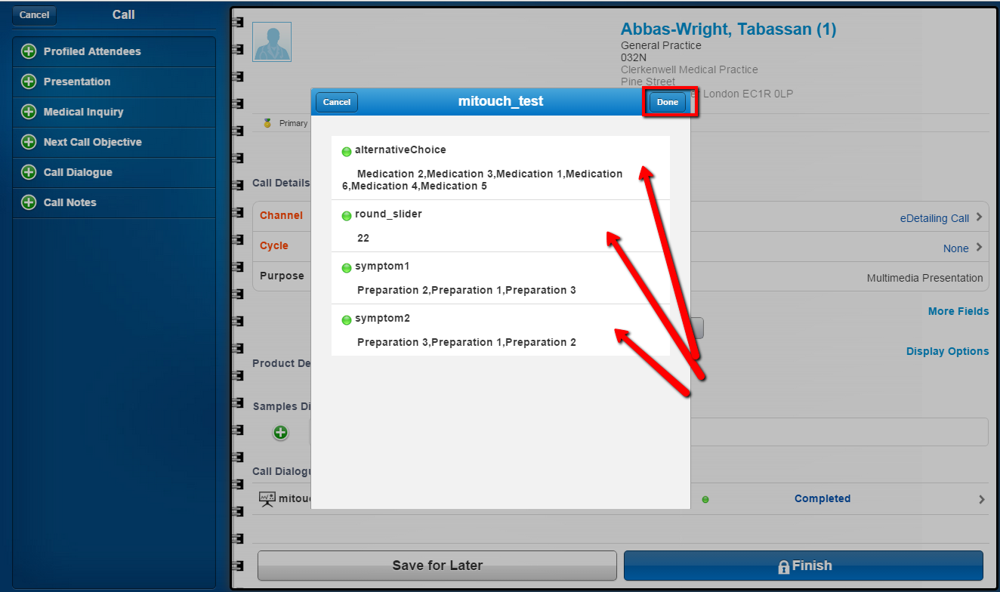 Cancel
Call
Profiled Attendees
Presentation
Medical Inquiry
Next Call Objective
Call Dialogue
Call Notes
Abbas-Wright, Tabassan (1)
General Practice
032N
Clerkenwell Medical Practice
Pine Street
London EC1R 0LP
Primary
Cancel
mitouch_test
Done
alternativeChoice
Medication 2,Medication 3,Medication 1,Medication
6,Medication 4,Medication 5
round_slider
22
symptom1
Preparation 2,Preparation 1,Preparation 3
symptom2
Preparation 3,Preparation 1,Preparation 2
Call Details
Channel
eDetailing Call
Cycle
None
Purpose
Multimedia Presentation
More Fields
Display Options
Product De
Samples Di
Call Dialogu
mitou
Completed
Save for Later
Finish